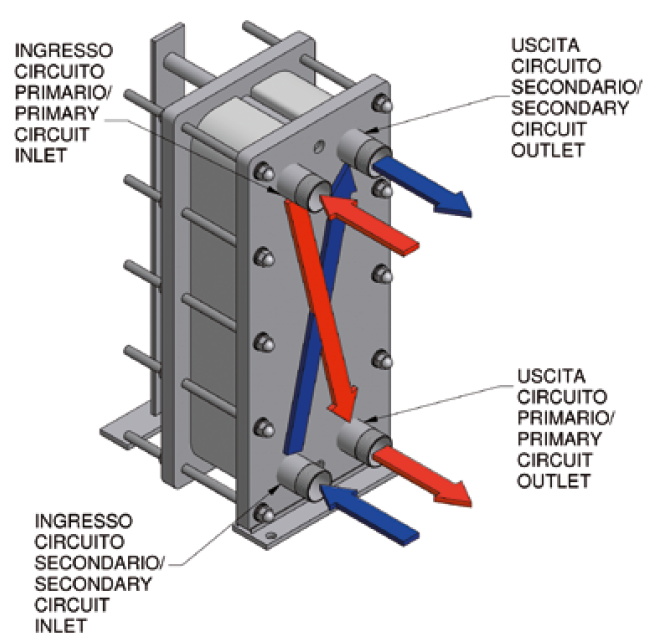 INGRESSO
CIRCUITO
PRIMARIO/
PRIMARY
CIRCUIT
INLET
USCITA
CIRCUITO
SECONDARIO/
SECONDARY
CIRCUIT
OUTLET
USCITA
CIRCUITO
PRIMARIO/
PRIMARY
CIRCUIT
OUTLET
INGRESSO
CIRCUITO
SECONDARIO/
SECONDARY
CIRCUIT
INLET